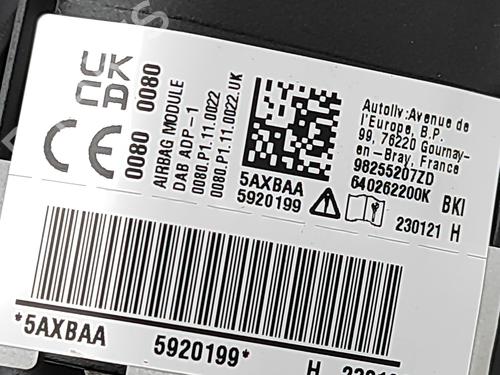 UK
CA
0080
CE
0080
AIRBAG MODULE
DAB ADP-1
0080.P1.11.0022
0080.P1.11.0022.UK
5AXBAA
5920199
Autoliv:Avenue de
l'Europe, B.P.
99, 76220 Gournay-
en-Bray, France
98255207ZD
640262200K BKI
230121 H
*5AXBAA 5920199* H